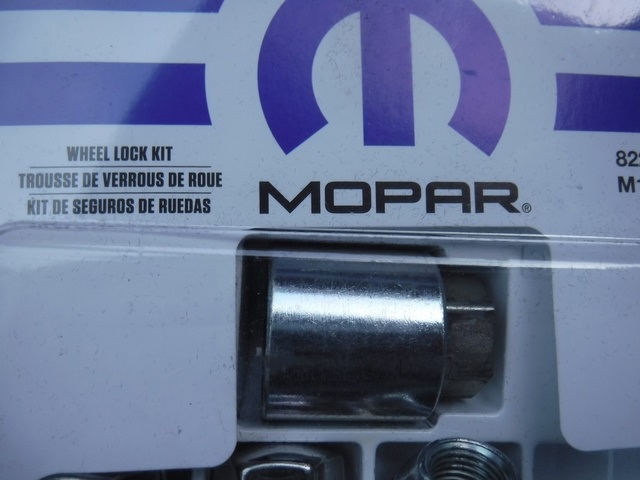 WHEEL LOCK KIT
TROUSSE DE VERROUS DE ROUE
KIT DE SEGUROS DE RUEDAS
MOPAR®